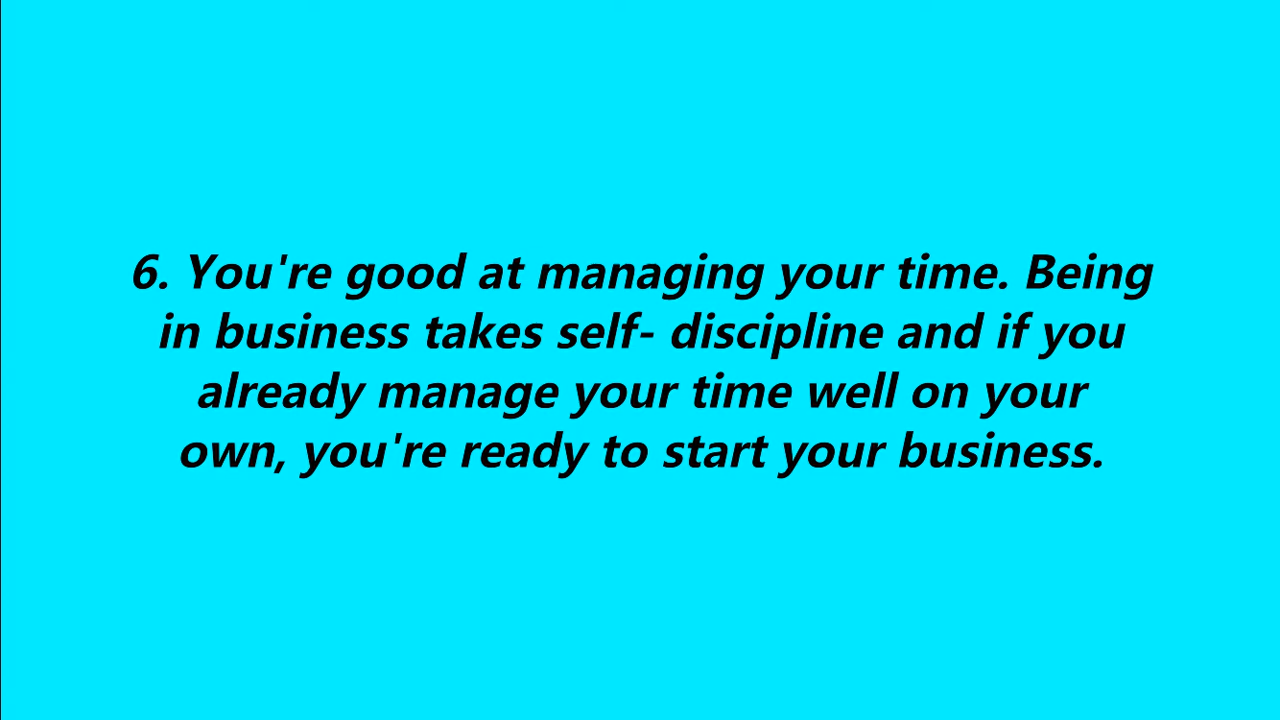 6. You're good at managing your time. Being
in business takes self- discipline and if you
already manage your time well on your
own, you're ready to start your business.